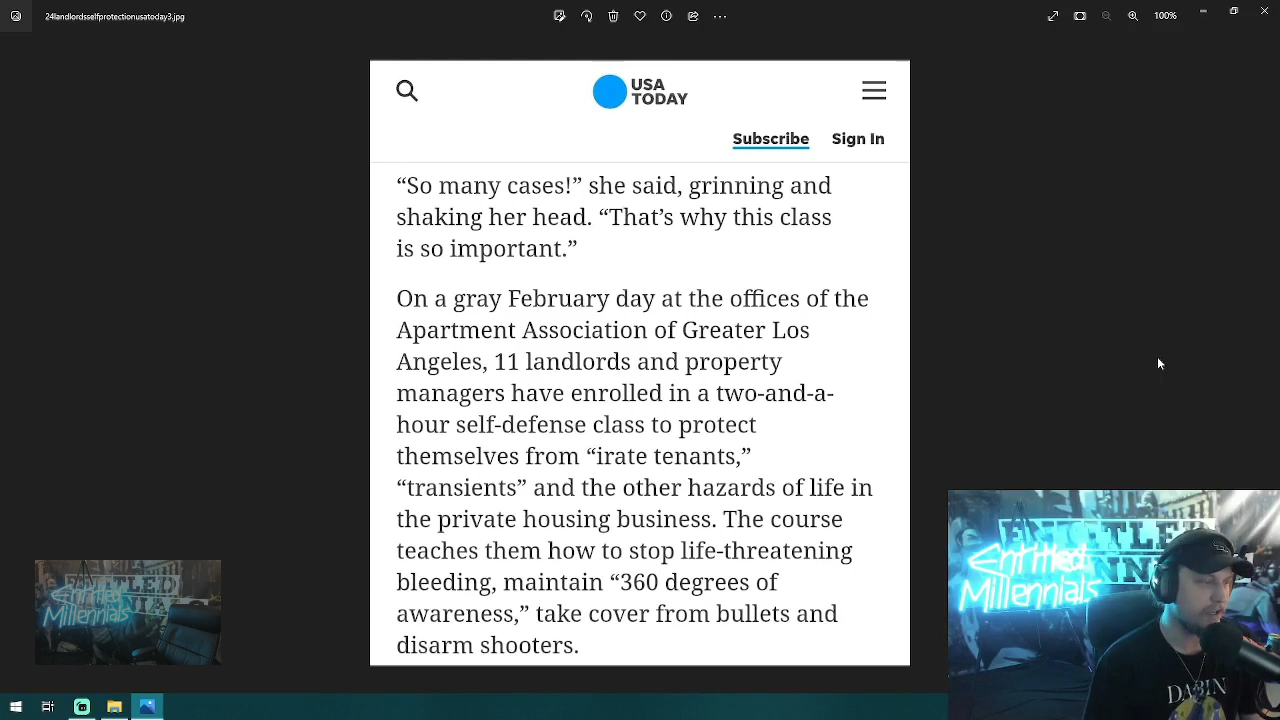 24landlordselfprotectionusatoday3.jpg
100%
USA
TODAY
Subscribe
Sign In
“So many cases!” she said, grinning and
shaking her head. “That’s why this class
is so important.”
On a gray February day at the offices of the
Apartment Association of Greater Los
Angeles, 11 landlords and property
managers have enrolled in a two-and-a-
hour self-defense class to protect
themselves from “irate tenants,”
“transients” and the other hazards of life in
the private housing business. The course
teaches them how to stop life-threatening
bleeding, maintain “360 degrees of
awareness,” take cover from bullets and
disarm shooters.
Entitled
Millennials
Entitled
Millennials
DABIN